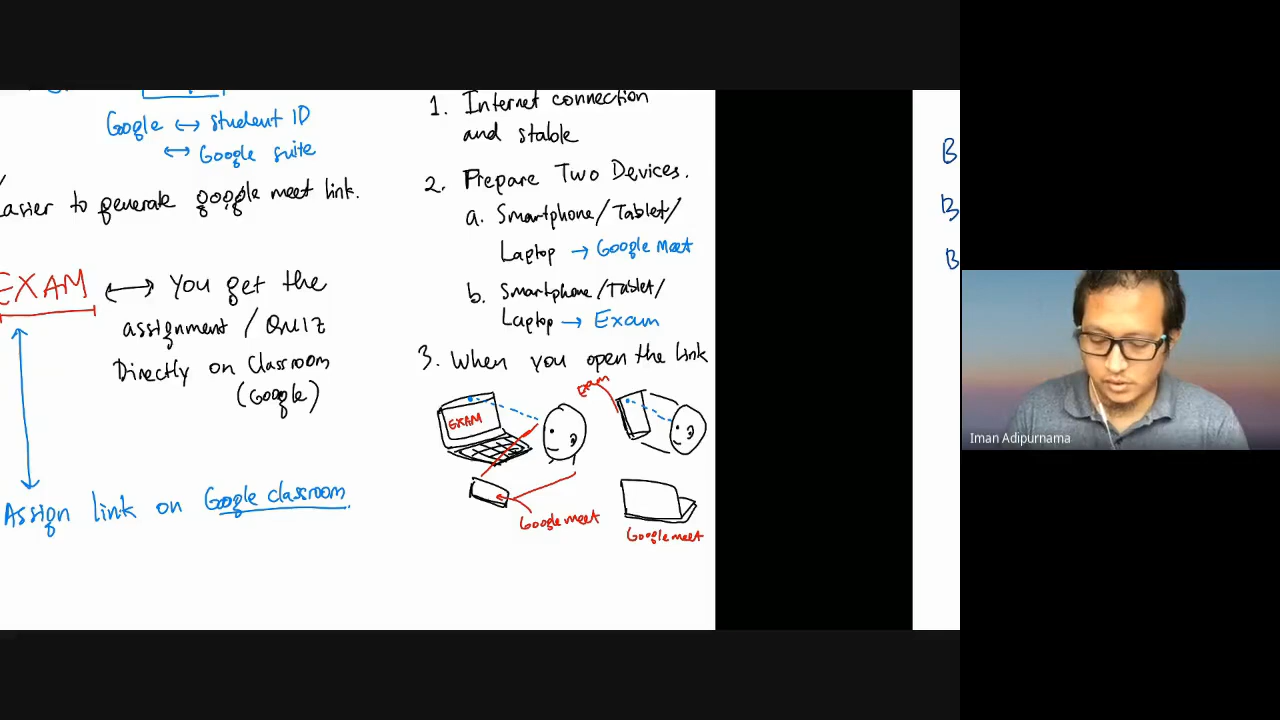 Google ↔ student ID
↔ Google suite
easier to generate google meet link.
EXAM ↔ You get the
assignment / QUIZ
Directly on Classroom
(Google)
Assign link on Google classroom.
1. Internet connection
and stable
2. Prepare Two Devices.
a. Smartphone/Tablet/
Laptop → Google Meet
b. Smartphone/Tablet/
Laptop → Exam
3. When you open the link
Exam
EXAM
Google meet
Google meet
B
B
B
Iman Adipurnama